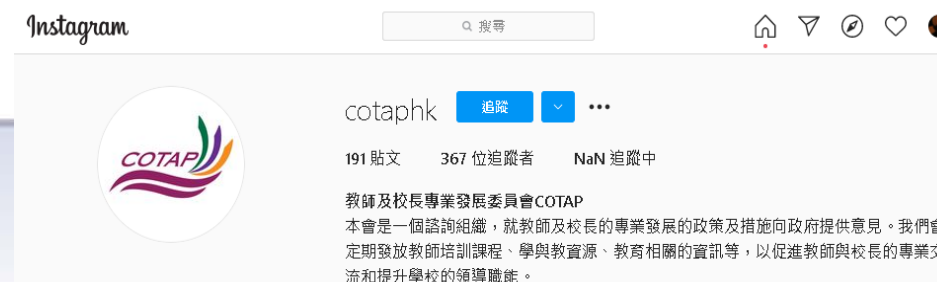 Instagram
搜尋
COTAP
cotaphk 追蹤
191 貼文 367 位追蹤者 NaN 追蹤中
教師及校長專業發展委員會COTAP
本會是一個諮詢組織，就教師及校長的專業發展的政策及措施向政府提供意見。我們會
定期發放教師培訓課程、學與教資源、教育相關的資訊等，以促進教師與校長的專業交
流和提升學校的領導職能。